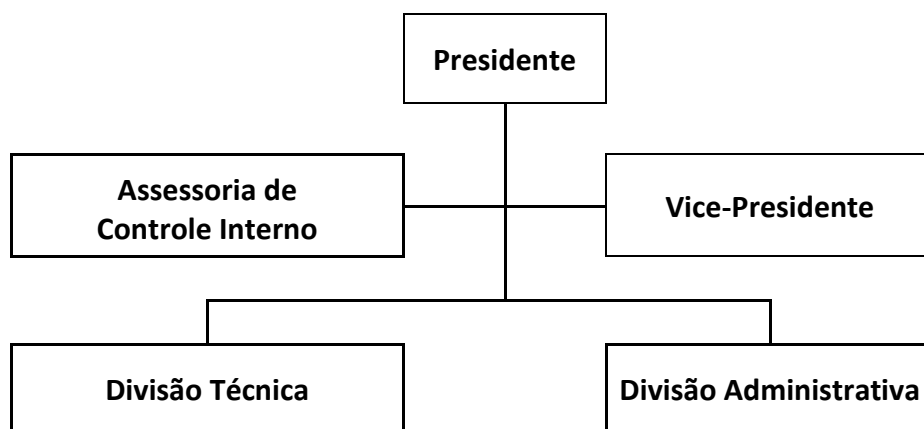 Presidente
Assessoria de
Controle Interno
Vice-Presidente
Divisão Técnica
Divisão Administrativa